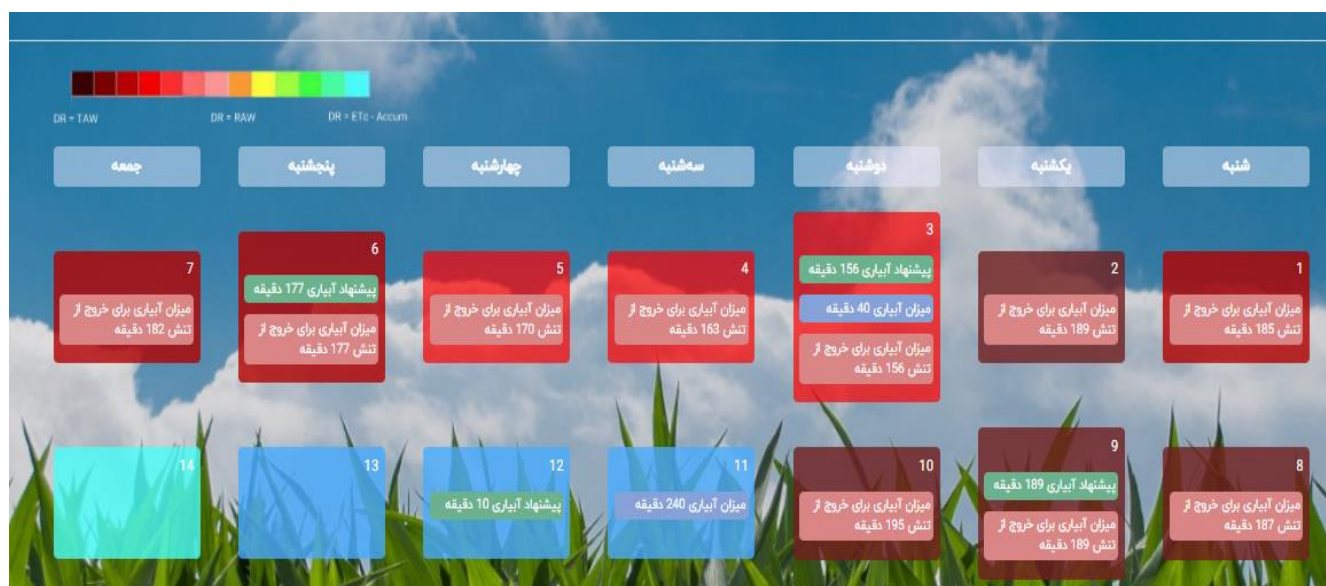 DR = TAW
DR = RAW
DR = ETc - Accum
شنبه
یکشنبه
دوشنبه
سه‌شنبه
چهارشنبه
پنجشنبه
جمعه
1
میزان آبیاری برای خروج از
تنش 185 دقیقه
2
میزان آبیاری برای خروج از
تنش 189 دقیقه
3
پیشنهاد آبیاری 156 دقیقه
میزان آبیاری 40 دقیقه
میزان آبیاری برای خروج از
تنش 156 دقیقه
4
میزان آبیاری برای خروج از
تنش 163 دقیقه
5
میزان آبیاری برای خروج از
تنش 170 دقیقه
6
پیشنهاد آبیاری 177 دقیقه
میزان آبیاری برای خروج از
تنش 177 دقیقه
7
میزان آبیاری برای خروج از
تنش 182 دقیقه
8
میزان آبیاری برای خروج از
تنش 187 دقیقه
9
پیشنهاد آبیاری 189 دقیقه
میزان آبیاری برای خروج از
تنش 189 دقیقه
10
میزان آبیاری برای خروج از
تنش 195 دقیقه
11
میزان آبیاری 240 دقیقه
12
پیشنهاد آبیاری 10 دقیقه
13
14